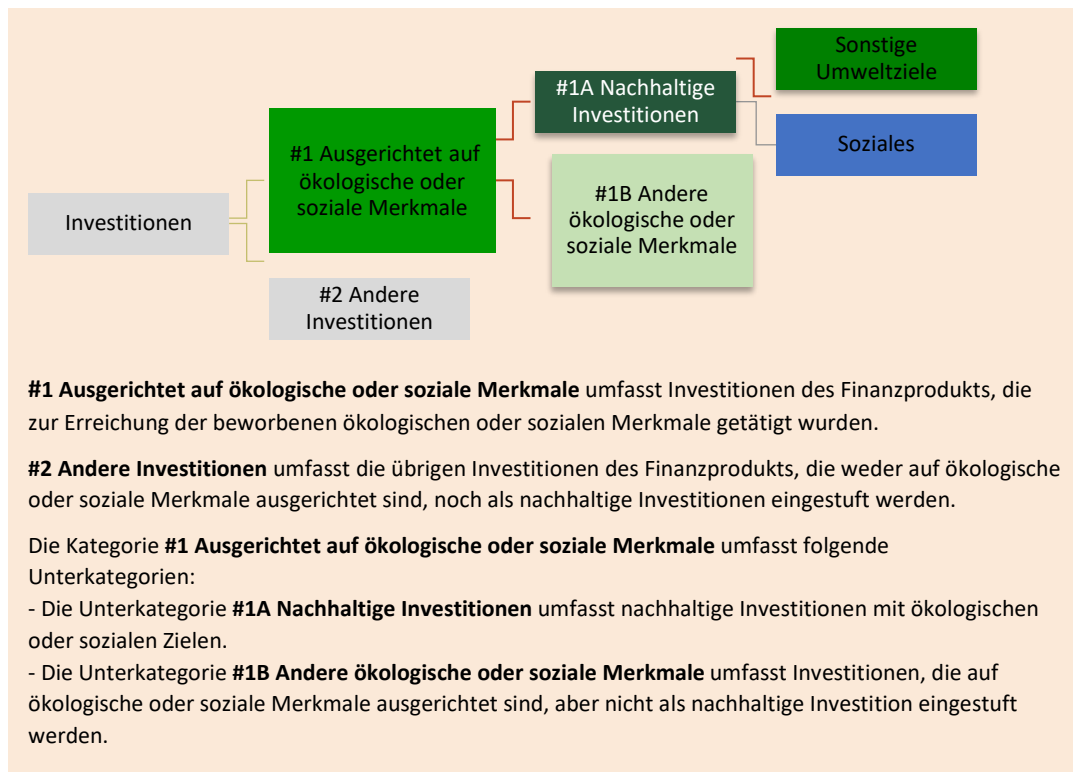 Sonstige
Umweltziele
#1A Nachhaltige
Investitionen
Soziales
#1 Ausgerichtet auf
ökologische oder
soziale Merkmale
#1B Andere
ökologische oder
soziale Merkmale
Investitionen
#2 Andere
Investitionen
#1 Ausgerichtet auf ökologische oder soziale Merkmale umfasst Investitionen des Finanzprodukts, die
zur Erreichung der beworbenen ökologischen oder sozialen Merkmale getätigt wurden.
#2 Andere Investitionen umfasst die übrigen Investitionen des Finanzprodukts, die weder auf ökologische
oder soziale Merkmale ausgerichtet sind, noch als nachhaltige Investitionen eingestuft werden.
Die Kategorie #1 Ausgerichtet auf ökologische oder soziale Merkmale umfasst folgende
Unterkategorien:
- Die Unterkategorie #1A Nachhaltige Investitionen umfasst nachhaltige Investitionen mit ökologischen
oder sozialen Zielen.
- Die Unterkategorie #1B Andere ökologische oder soziale Merkmale umfasst Investitionen, die auf
ökologische oder soziale Merkmale ausgerichtet sind, aber nicht als nachhaltige Investition eingestuft
werden.